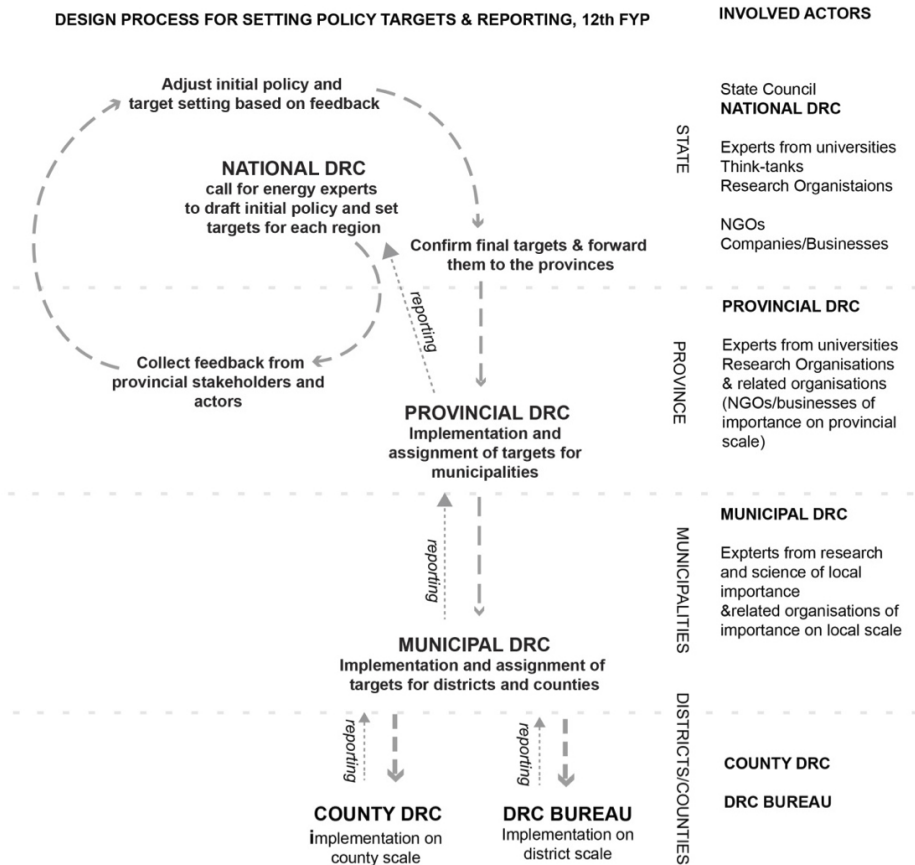 DESIGN PROCESS FOR SETTING POLICY TARGETS & REPORTING, 12th FYP
INVOLVED ACTORS
Adjust initial policy and
target setting based on feedback
NATIONAL DRC
call for energy experts
to draft initial policy and set
targets for each region
Confirm final targets & forward
them to the provinces
reporting
STATE
State Council
NATIONAL DRC
Experts from universities
Think-tanks
Research Organistaions
NGOs
Companies/Businesses
Collect feedback from
provincial stakeholders and
actors
PROVINCIAL DRC
Implementation and
assignment of targets for
municipalities
PROVINCE
PROVINCIAL DRC
Experts from universities
Research Organisations
& related organisations
(NGOs/businesses of
importance on provincial
scale)
reporting
MUNICIPAL DRC
Implementation and assignment of
targets for districts and counties
MUNICIPALITIES
MUNICIPAL DRC
Expterts from research
and science of local
importance
&related organisations of
importance on local scale
reporting
reporting
COUNTY DRC
implementation on
county scale
DRC BUREAU
Implementation on
district scale
DISTRICTS/COUNTIES
COUNTY DRC
DRC BUREAU